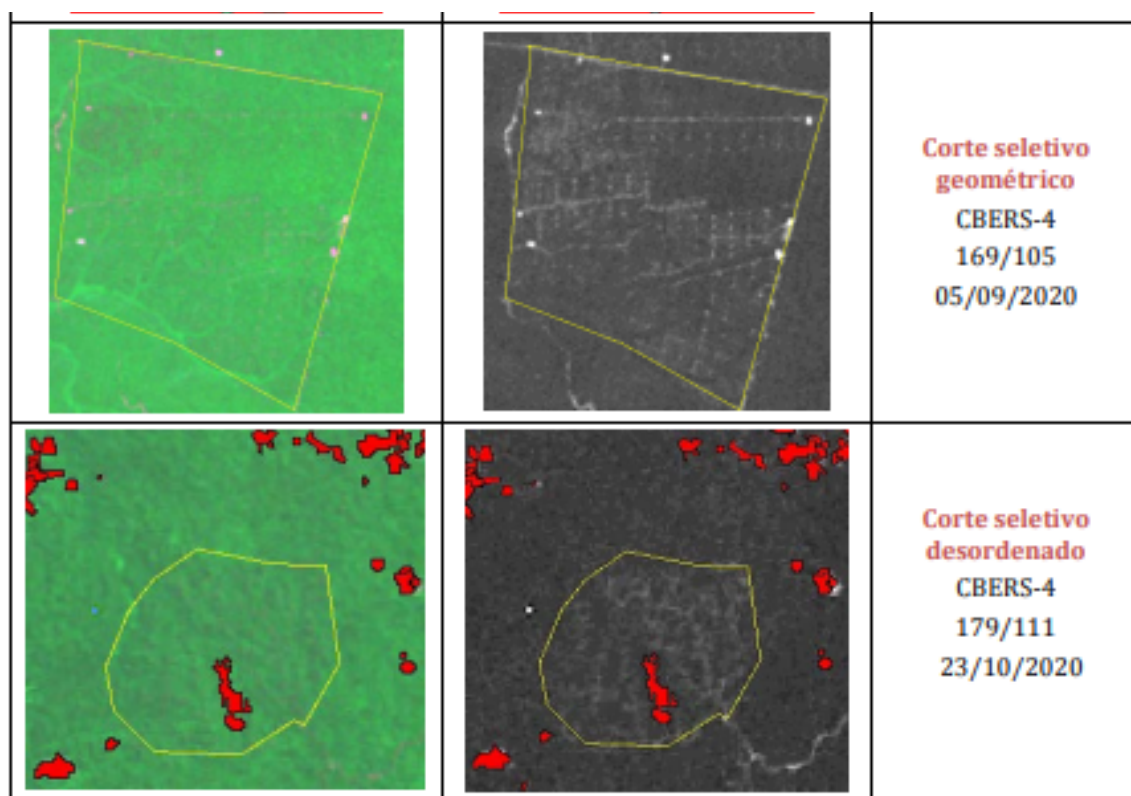 Corte seletivo
geométrico
CBERS-4
169/105
05/09/2020
Corte seletivo
desordenado
CBERS-4
179/111
23/10/2020